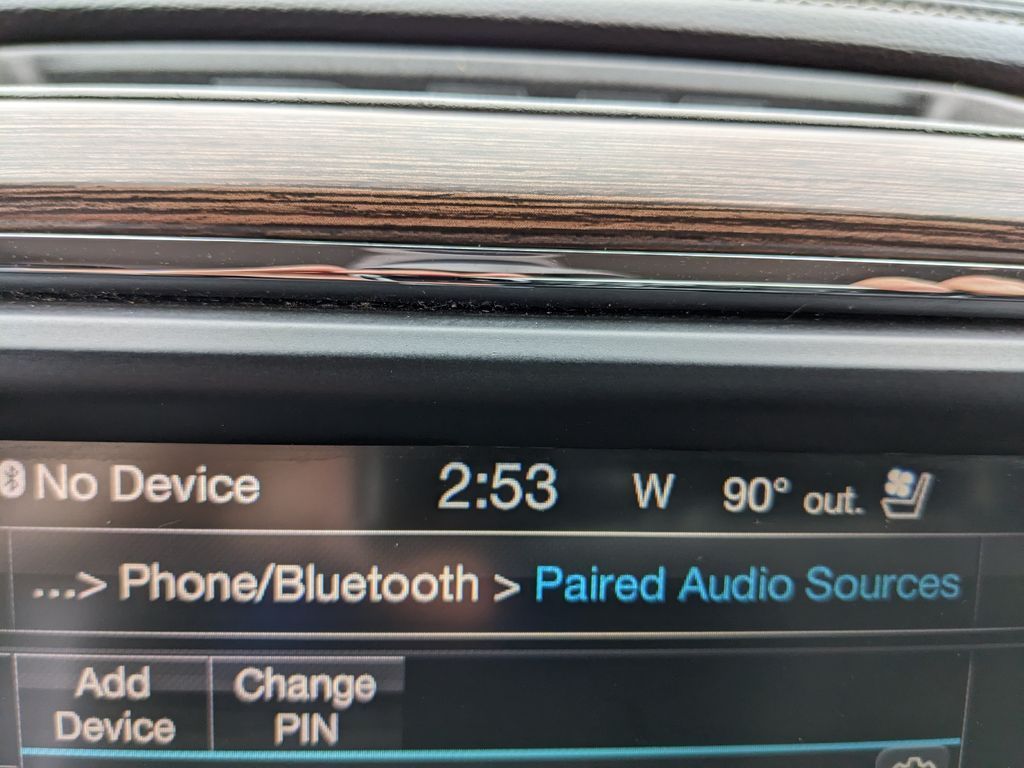 No Device 2:53 W 90° out.
...> Phone/Bluetooth > Paired Audio Sources
Add Device
Change PIN